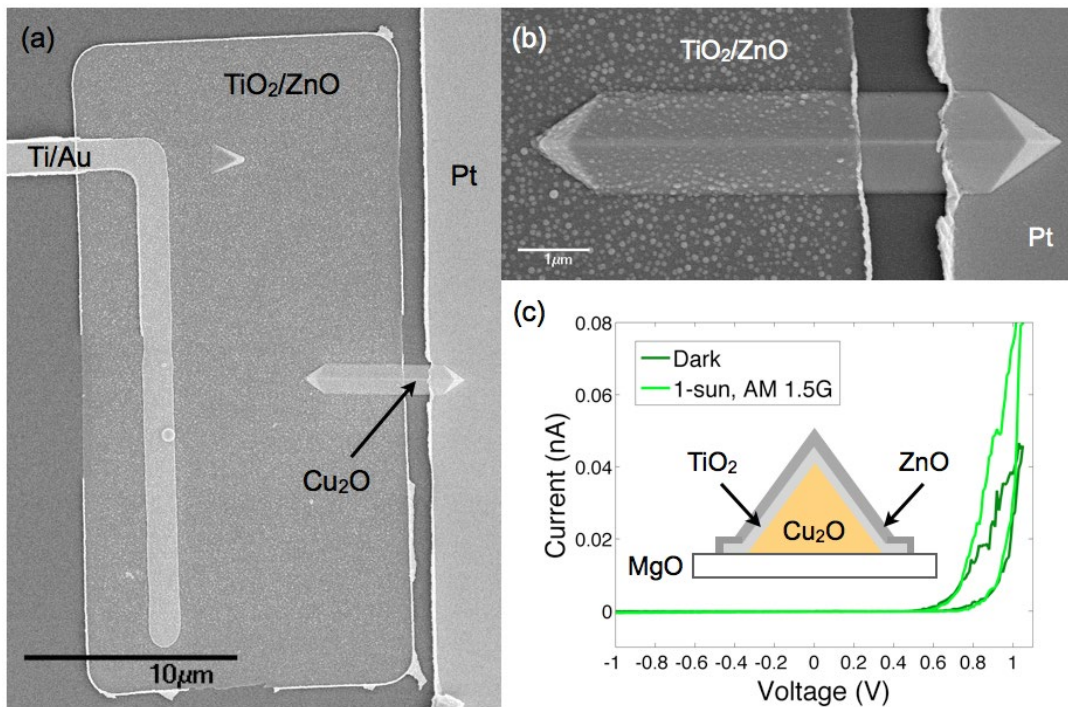 (a)
TiO₂/ZnO
Ti/Au
Pt
Cu₂O
10μm
(b)
TiO₂/ZnO
1μm
Pt
(c)
0.08
0.06
0.04
0.02
0
Current (nA)
Dark
1-sun, AM 1.5G
TiO₂
ZnO
Cu₂O
MgO
-1 -0.8 -0.6 -0.4 -0.2 0 0.2 0.4 0.6 0.8 1
Voltage (V)